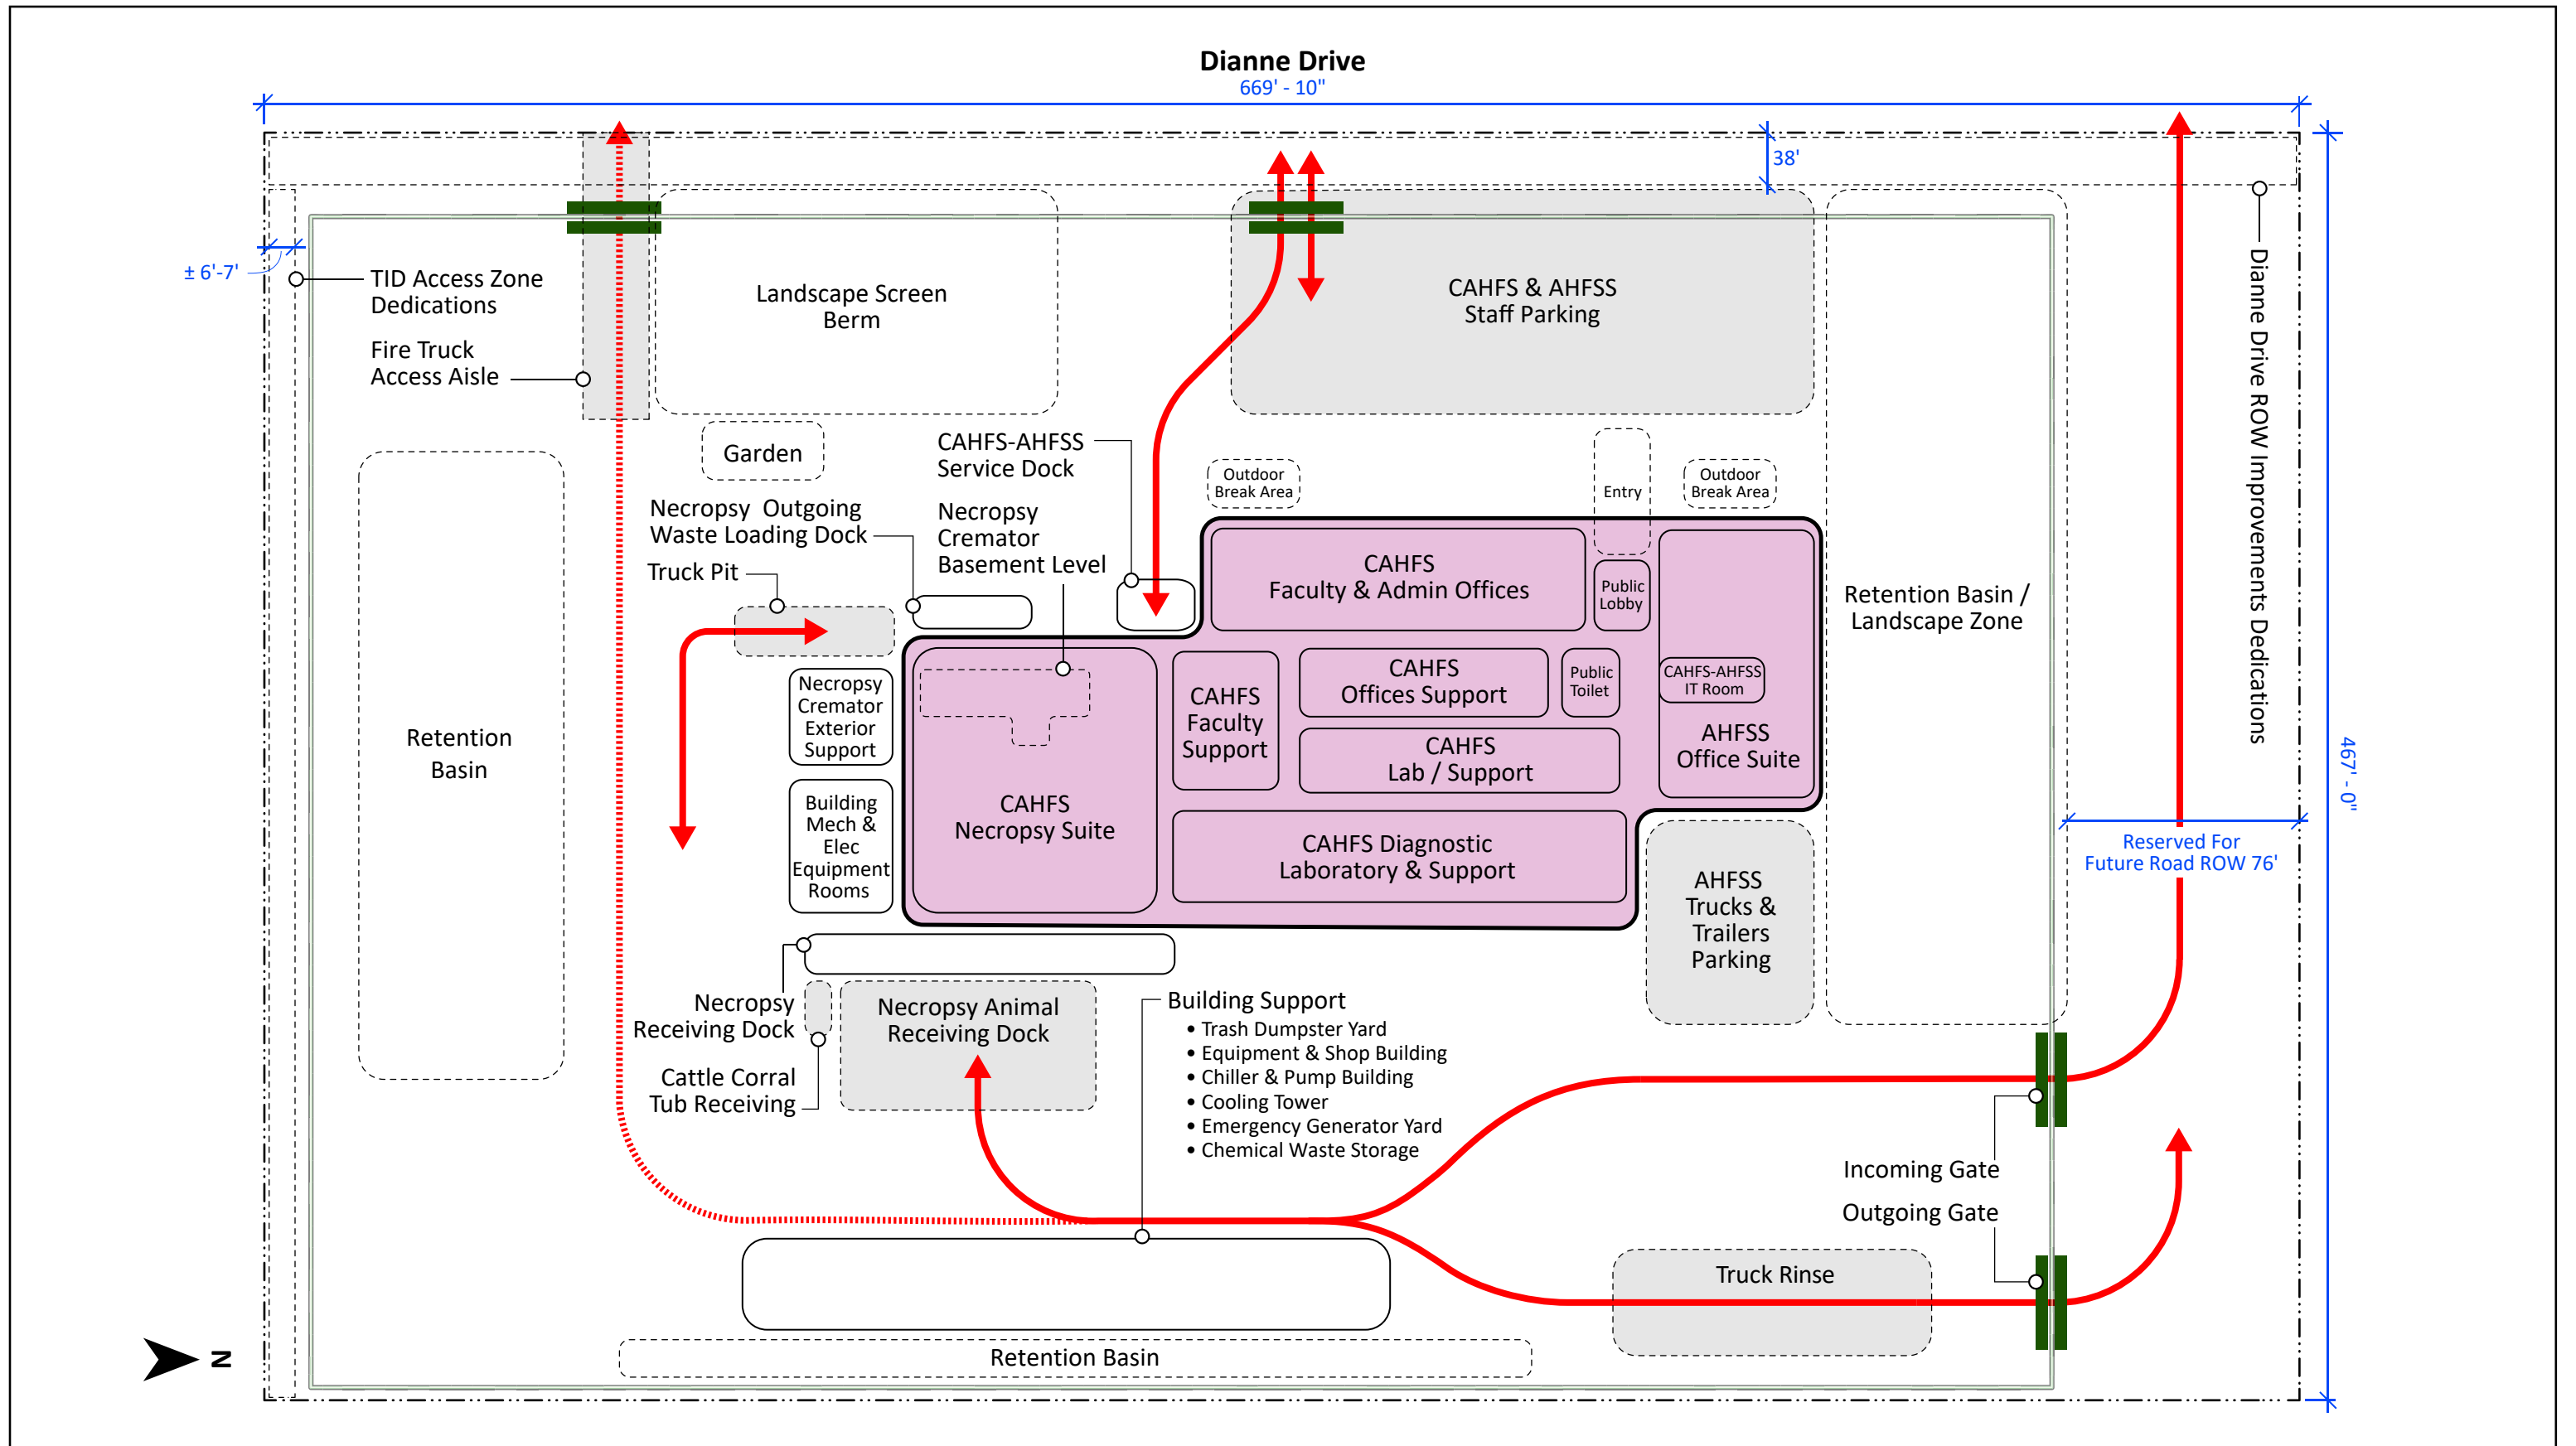 Dianne Drive
669' - 10"
38'
± 6'-7'
TID Access Zone
Dedications
Fire Truck
Access Aisle
Landscape Screen
Berm
CAHFS & AHFSS
Staff Parking
Dianne Drive ROW Improvements Dedications
Garden
CAHFS-AHFSS
Service Dock
Outdoor
Break Area
Entry
Outdoor
Break Area
Necropsy Outgoing
Waste Loading Dock
Necropsy
Cremator
Basement Level
Truck Pit
CAHFS
Faculty & Admin Offices
Public
Lobby
Retention Basin /
Landscape Zone
Necropsy
Cremator
Exterior
Support
CAHFS
Faculty
Support
CAHFS
Offices Support
Public
Toilet
CAHFS-AHFSS
IT Room
AHFSS
Office Suite
Retention
Basin
CAHFS
Lab / Support
467' - 0"
Building
Mech &
Elec
Equipment
Rooms
CAHFS
Necropsy Suite
CAHFS Diagnostic
Laboratory & Support
Reserved For
Future Road ROW 76'
AHFSS
Trucks &
Trailers
Parking
Necropsy
Receiving Dock
Necropsy Animal
Receiving Dock
Cattle Corral
Tub Receiving
Building Support
• Trash Dumpster Yard
• Equipment & Shop Building
• Chiller & Pump Building
• Cooling Tower
• Emergency Generator Yard
• Chemical Waste Storage
Incoming Gate
Outgoing Gate
Truck Rinse
Retention Basin
N